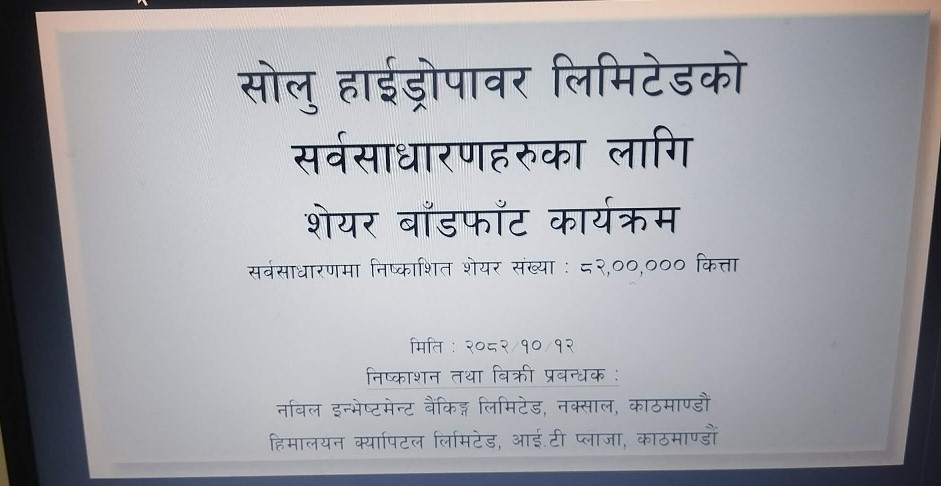 सोलु हाईड्रोपावर लिमिटेडको
सर्वसाधारणहरुका लागि
शेयर बाँडफाँट कार्यक्रम
सर्वसाधारणमा निष्काशित शेयर संख्या : ८२,००,००० कित्ता
मिति : २०८२/१०/१२
निष्काशन तथा बिक्री प्रबन्धक :
नबिल इन्भेष्टमेन्ट बैंकिङ्ग लिमिटेड, नक्साल, काठमाण्डौं
हिमालयन क्यापिटल लिमिटेड, आई.टी प्लाजा, काठमाण्डौं